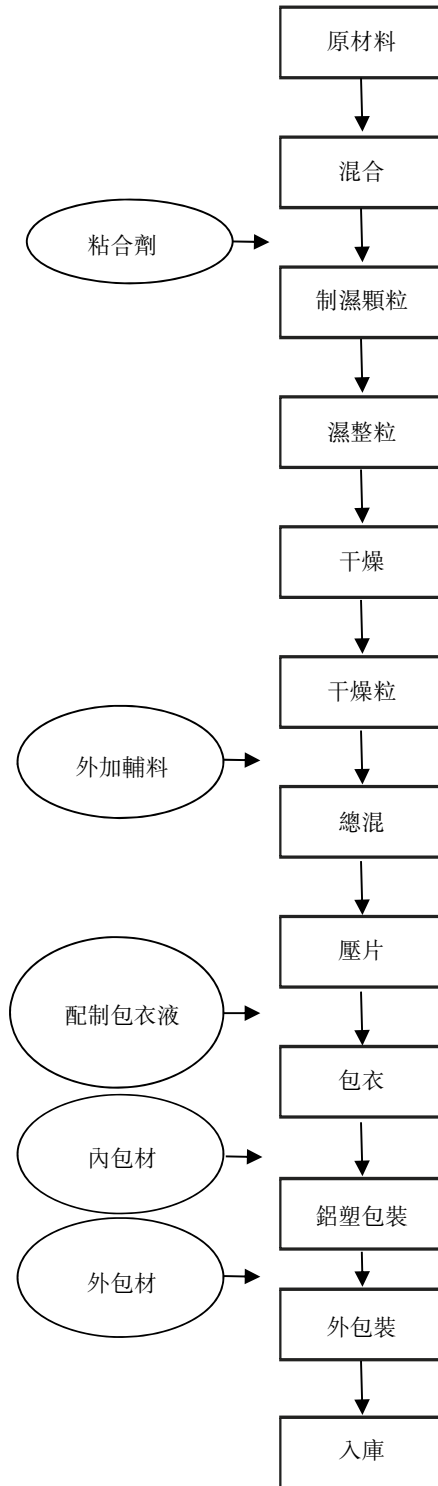 原材料
混合
粘合劑
制濕顆粒
濕整粒
干燥
干燥粒
外加輔料
總混
壓片
配制包衣液
包衣
內包材
鋁塑包裝
外包材
外包裝
入庫